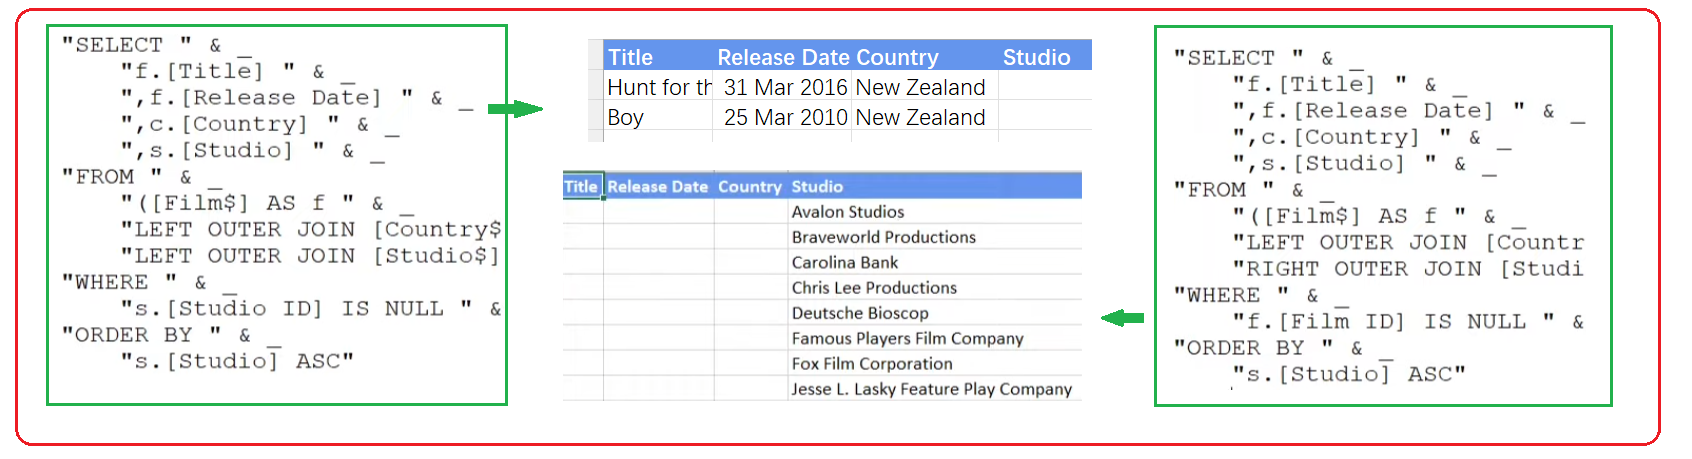 "SELECT " & _
"f.[Title] " & _
",f.[Release Date] " & _
",c.[Country] " & _
",s.[Studio] " & _
"FROM " & _
"([Film$] AS f " & _
"LEFT OUTER JOIN [Country$
"LEFT OUTER JOIN [Studio$]
"WHERE " & _
"s.[Studio ID] IS NULL " &
"ORDER BY " & _
"s.[Studio] ASC"
Title Release Date Country Studio
Hunt for th 31 Mar 2016 New Zealand
Boy 25 Mar 2010 New Zealand
Title Release Date Country Studio
Avalon Studios
Braveworld Productions
Carolina Bank
Chris Lee Productions
Deutsche Bioscop
Famous Players Film Company
Fox Film Corporation
Jesse L. Lasky Feature Play Company
"SELECT " & _
"f.[Title] " & _
",f.[Release Date] " & _
",c.[Country] " & _
",s.[Studio] " & _
"FROM " & _
"([Film$] AS f " & _
"LEFT OUTER JOIN [Countr
"RIGHT OUTER JOIN [Studi
"WHERE " & _
"f.[Film ID] IS NULL " &
"ORDER BY " & _
"s.[Studio] ASC"